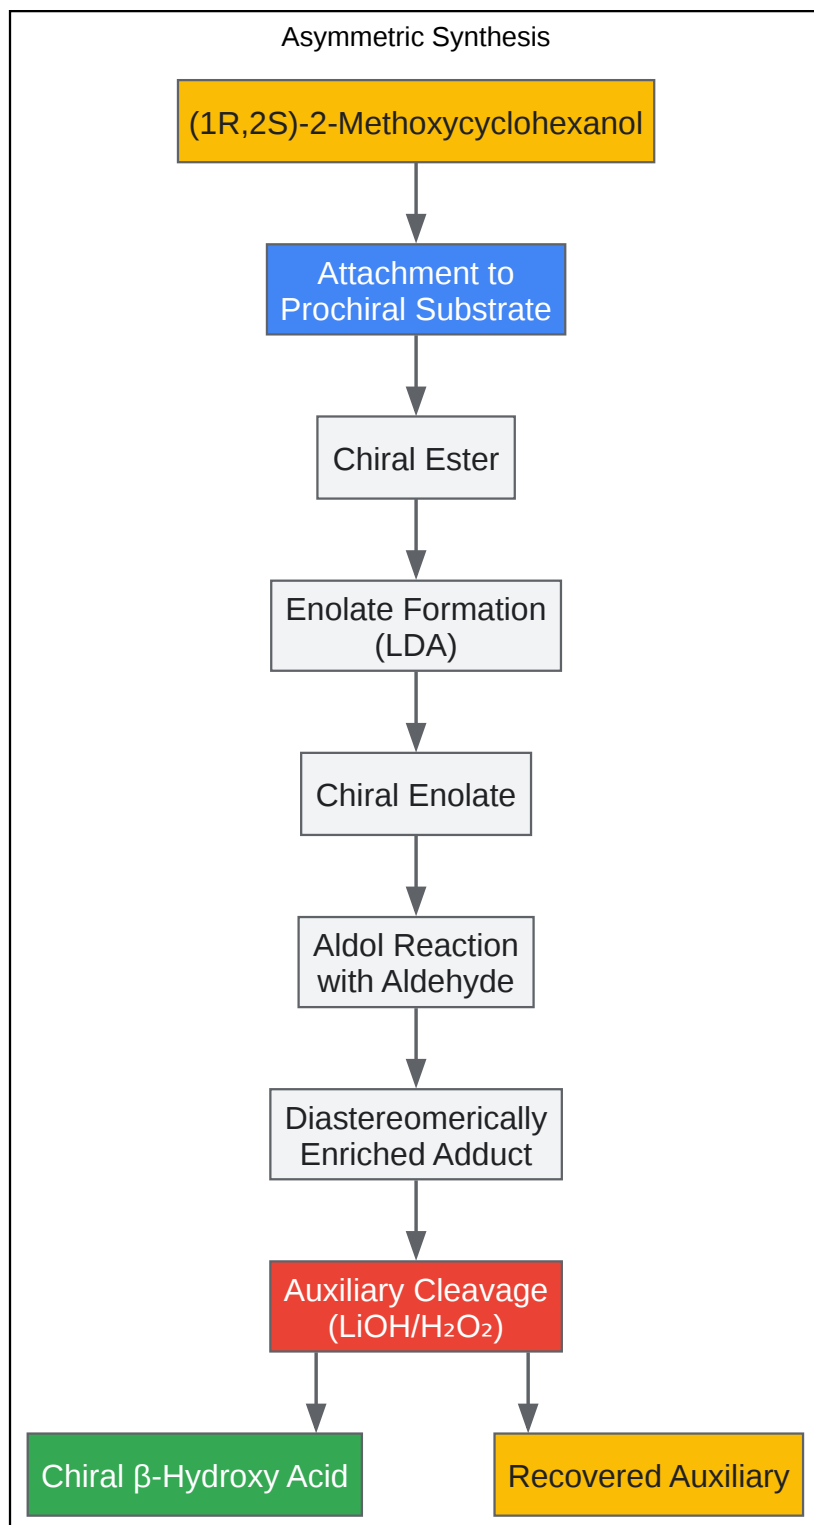 Asymmetric Synthesis
(1R,2S)-2-Methoxycyclohexanol
Attachment to
Prochiral Substrate
Chiral Ester
Enolate Formation
(LDA)
Chiral Enolate
Aldol Reaction
with Aldehyde
Diastereomerically
Enriched Adduct
Auxiliary Cleavage
(LiOH/H₂O₂)
Chiral β-Hydroxy Acid
Recovered Auxiliary